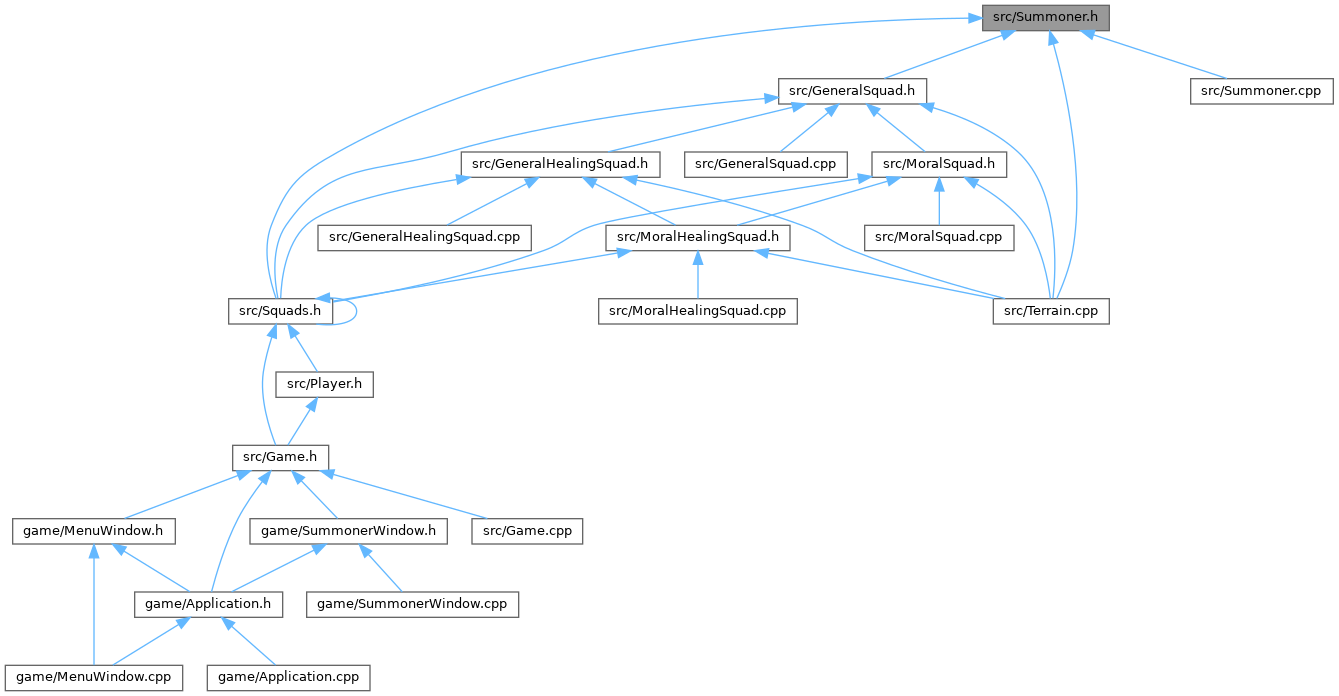 src/Summoner.h
src/GeneralSquad.h
src/Summoner.cpp
src/GeneralHealingSquad.h
src/GeneralSquad.cpp
src/MoralSquad.h
src/GeneralHealingSquad.cpp
src/MoralHealingSquad.h
src/MoralSquad.cpp
src/Squads.h
src/MoralHealingSquad.cpp
src/Terrain.cpp
src/Player.h
src/Game.h
game/MenuWindow.h
game/SummonerWindow.h
src/Game.cpp
game/Application.h
game/SummonerWindow.cpp
game/MenuWindow.cpp
game/Application.cpp